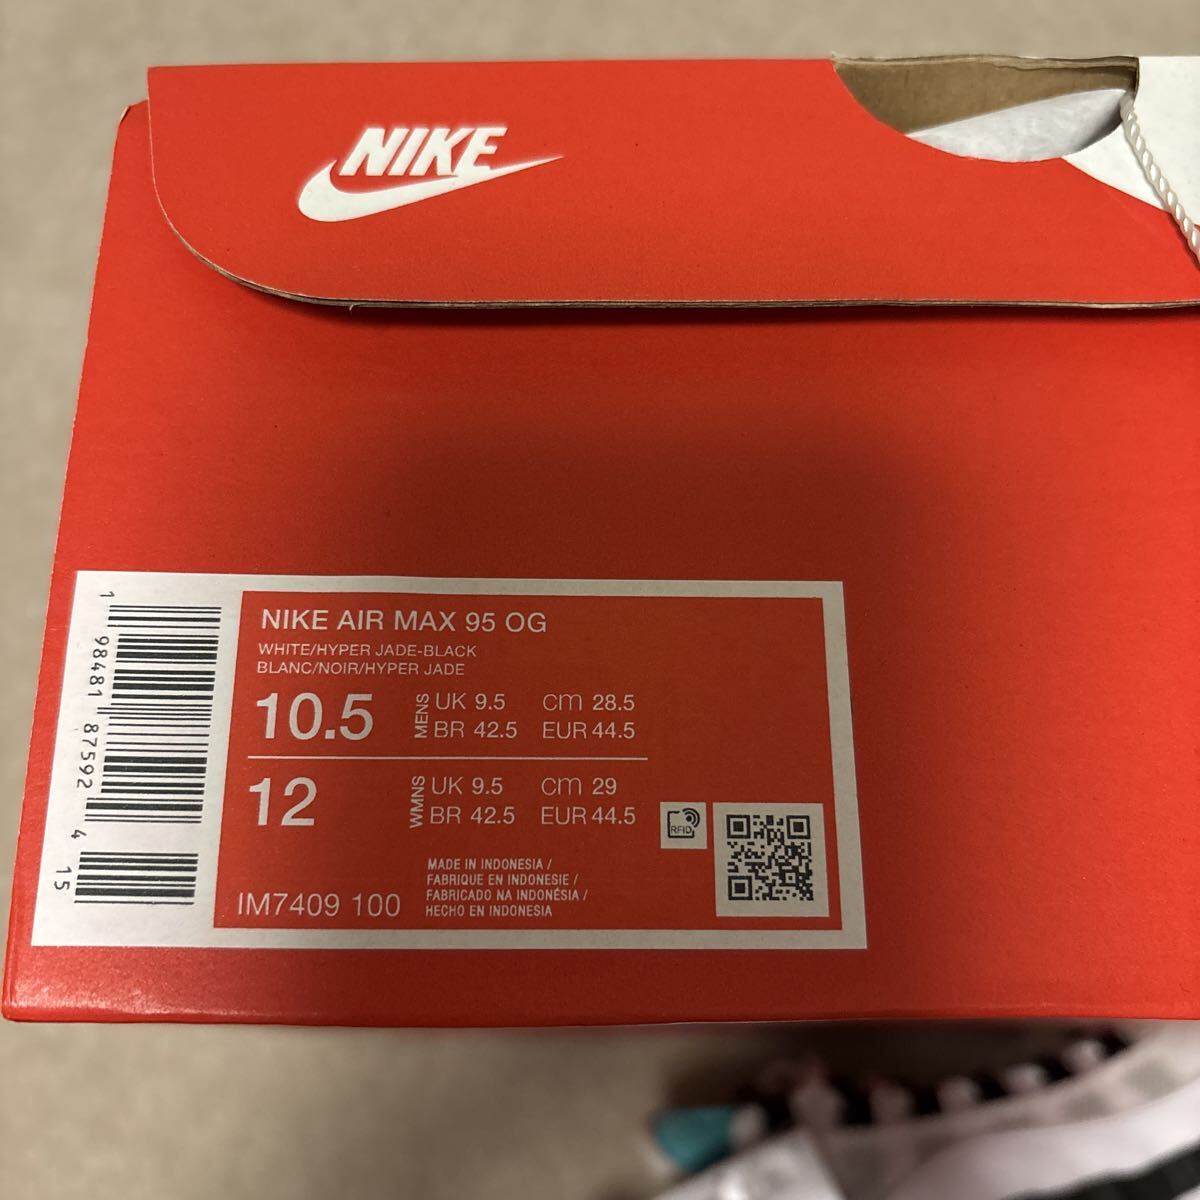 NIKE
NIKE AIR MAX 95 OG
WHITE/HYPER JADE-BLACK
BLANC/NOIR/HYPER JADE
10.5
MENS
UK 9.5 cm 28.5
BR 42.5 EUR 44.5
12
WMNS
UK 9.5 cm 29
BR 42.5 EUR 44.5
RFID
IM7409 100
MADE IN INDONESIA /
FABRIQUE EN INDONESIE /
FABRICADO NA INDONÉSIA /
HECHO EN INDONESIA
1 98481 87592 4 15